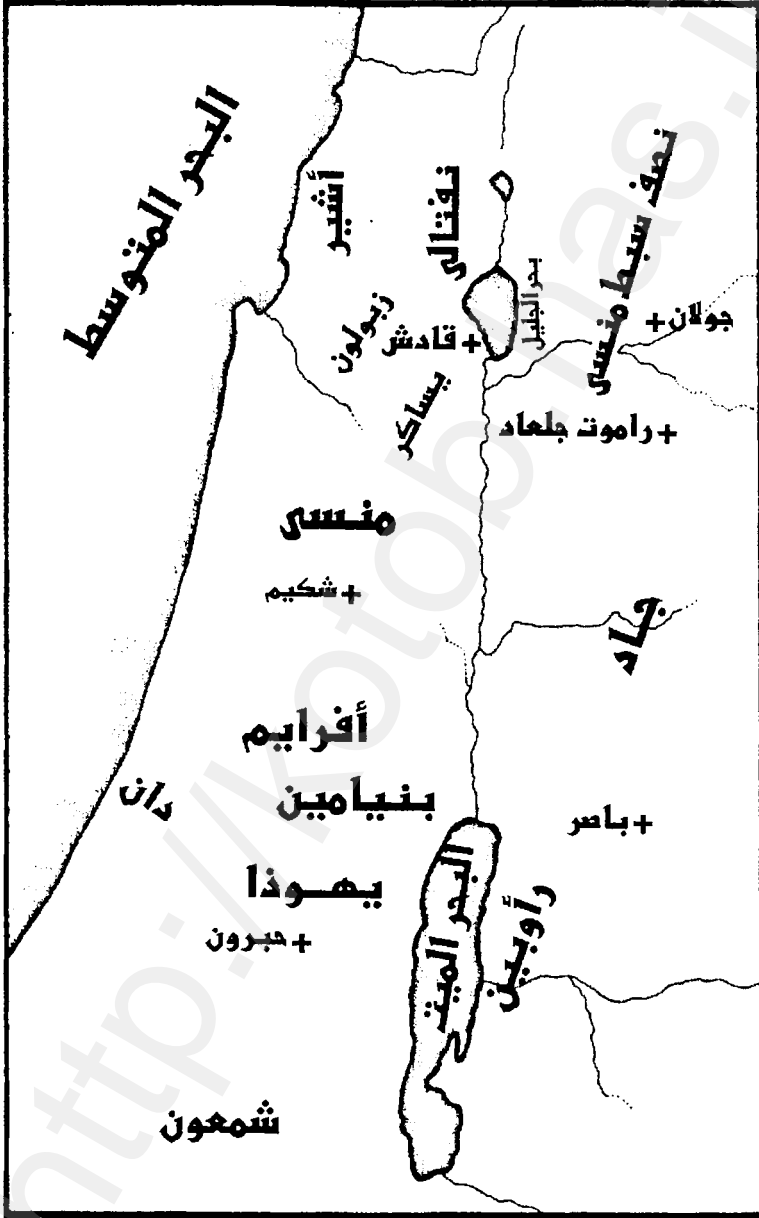 البحر المتوسط
أشير
نفتالى
نصف سبط منسى
بحر الجليل
زبولون
قادش
جولان
يساكر
راموت جلعاد
منسى
شكيم
جاد
أفرايم
دان
بنيامين
باصر
يهوذا
البحر الميت
رأوبين
حبرون
شمعون